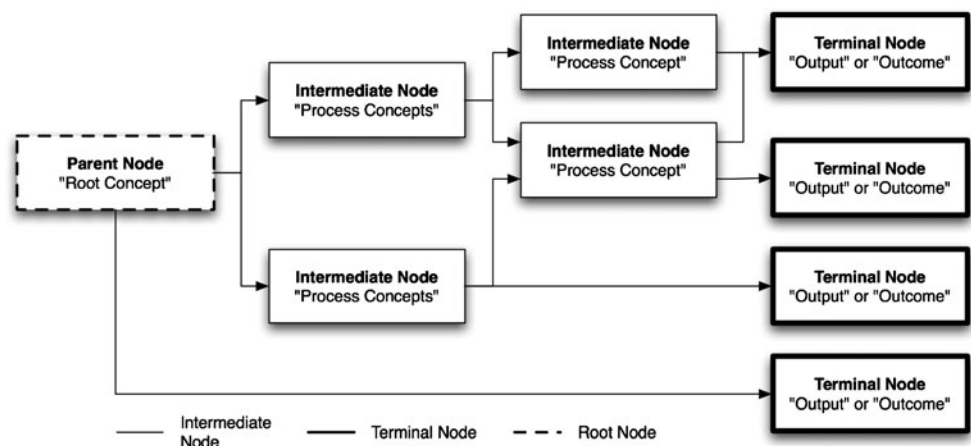 Intermediate Node
"Process Concept"
Terminal Node
"Output" or "Outcome"
Intermediate Node
"Process Concepts"
Intermediate Node
"Process Concept"
Parent Node
"Root Concept"
Terminal Node
"Output" or "Outcome"
Intermediate Node
"Process Concepts"
Terminal Node
"Output" or "Outcome"
Terminal Node
"Output" or "Outcome"
Intermediate
Node
Terminal Node
Root Node